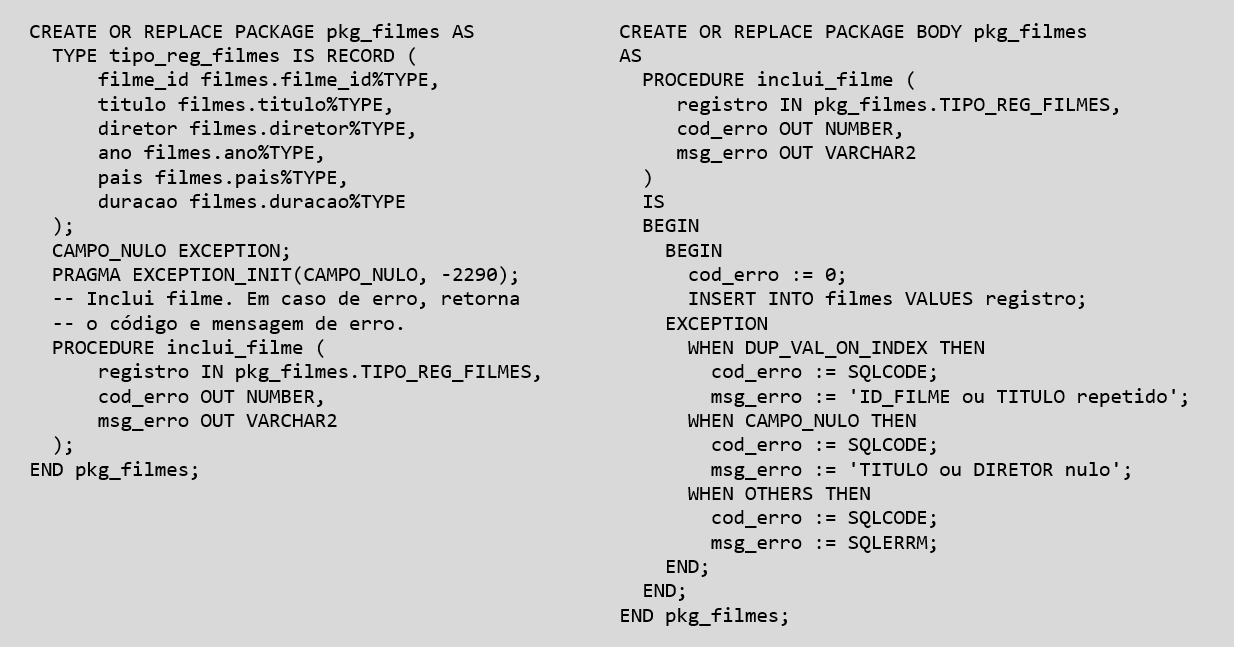 CREATE OR REPLACE PACKAGE pkg_filmes AS
  TYPE tipo_reg_filmes IS RECORD (
      filme_id filmes.filme_id%TYPE,
      titulo filmes.titulo%TYPE,
      diretor filmes.diretor%TYPE,
      ano filmes.ano%TYPE,
      pais filmes.pais%TYPE,
      duracao filmes.duracao%TYPE
  );
  CAMPO_NULO EXCEPTION;
  PRAGMA EXCEPTION_INIT(CAMPO_NULO, -2290);
  -- Inclui filme. Em caso de erro, retorna
  -- o código e mensagem de erro.
  PROCEDURE inclui_filme (
      registro IN pkg_filmes.TIPO_REG_FILMES,
      cod_erro OUT NUMBER,
      msg_erro OUT VARCHAR2
  );
END pkg_filmes;
CREATE OR REPLACE PACKAGE BODY pkg_filmes
AS
  PROCEDURE inclui_filme (
     registro IN pkg_filmes.TIPO_REG_FILMES,
     cod_erro OUT NUMBER,
     msg_erro OUT VARCHAR2
  )
  IS
  BEGIN
    BEGIN
      cod_erro := 0;
      INSERT INTO filmes VALUES registro;
    EXCEPTION
      WHEN DUP_VAL_ON_INDEX THEN
        cod_erro := SQLCODE;
        msg_erro := 'ID_FILME ou TITULO repetido';
      WHEN CAMPO_NULO THEN
        cod_erro := SQLCODE;
        msg_erro := 'TITULO ou DIRETOR nulo';
      WHEN OTHERS THEN
        cod_erro := SQLCODE;
        msg_erro := SQLERRM;
    END;
  END;
END pkg_filmes;